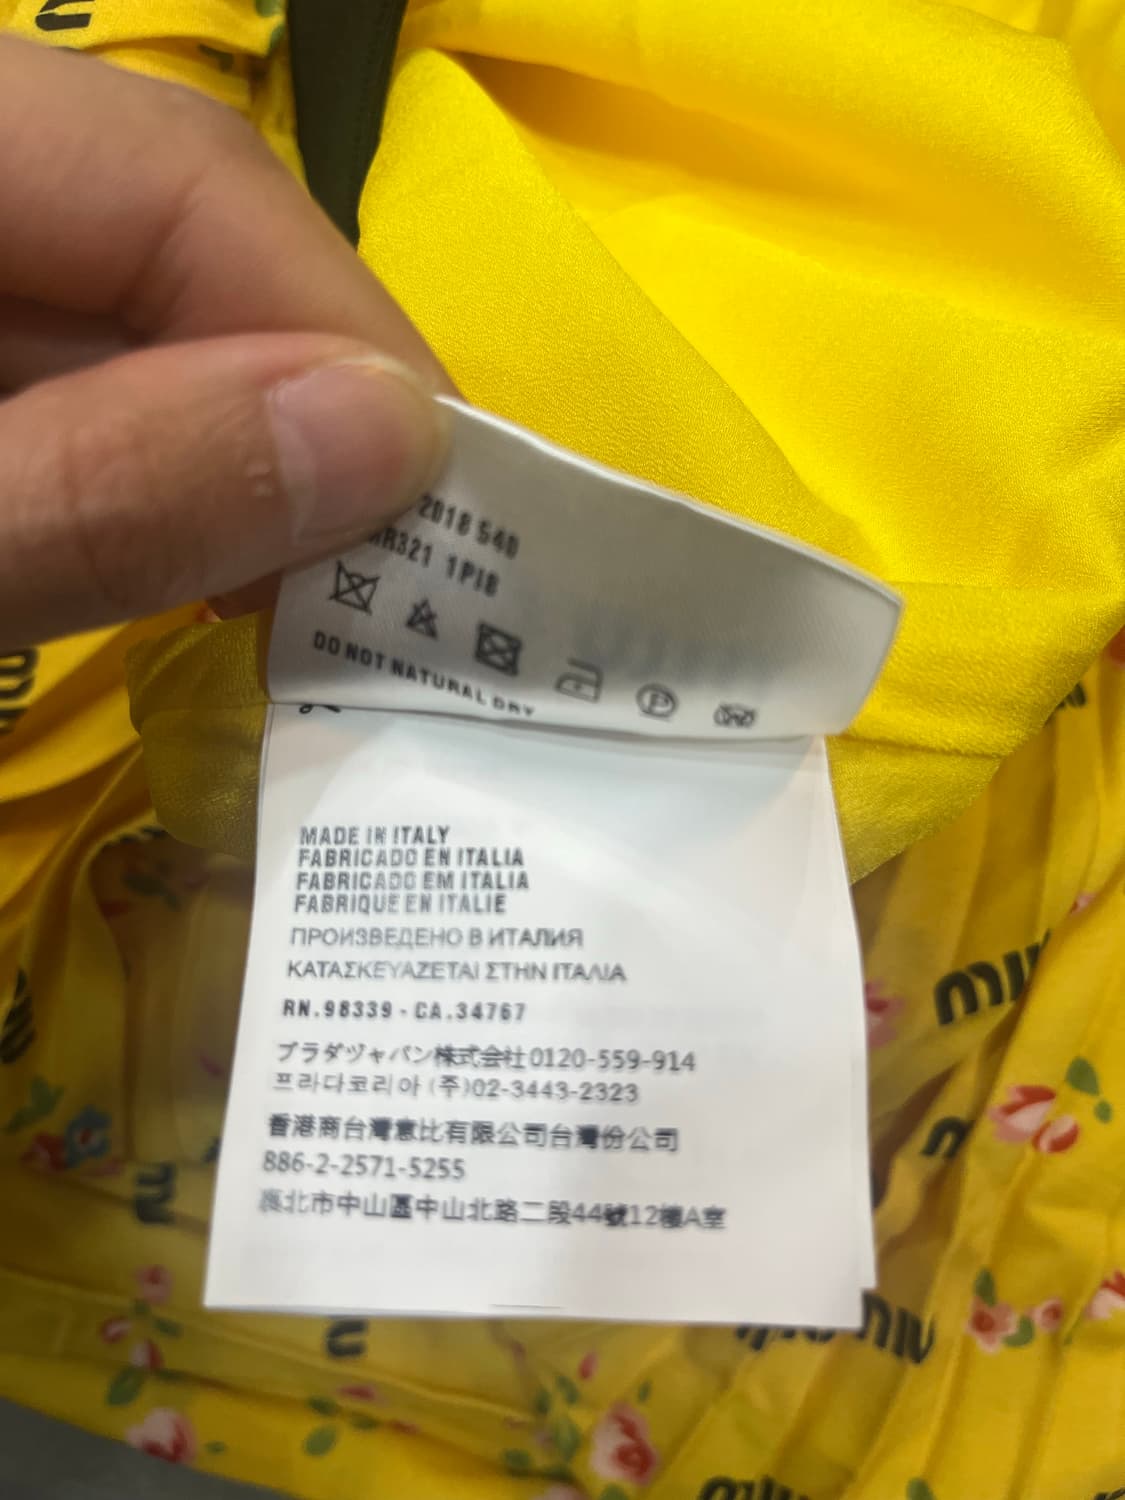 2018 540
R321 1PI8
DO NOT NATURAL DRY
MADE IN ITALY
FABRICADO EN ITALIA
FABRICADO EM ITALIA
FABRIQUE EN ITALIE
ПРОИЗВЕДЕНО В ИТАЛИЯ
ΚΑΤΑΣΚΕΥΑΖΕΤΑΙ ΣΤΗΝ ΙΤΑΛΙΑ
RN.98339 - CA.34767
プラダジャパン株式会社0120-559-914
프라다코리아 (주)02-3443-2323
香港商台灣意比有限公司台灣份公司
886-2-2571-5255
北市中山區中山北路二段44號12樓A室
miu
miu
miu